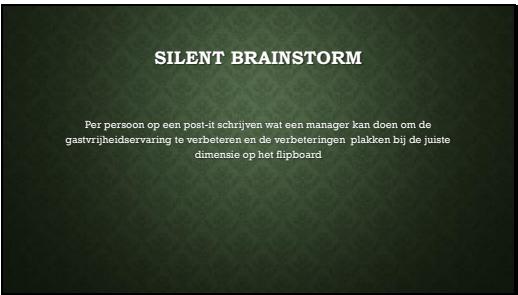 SILENT BRAINSTORM
Per persoon op een post-it schrijven wat een manager kan doen om de
gastvrijheidservaring te verbeteren en de verbeteringen plakken bij de juiste
dimensie op het flipboard